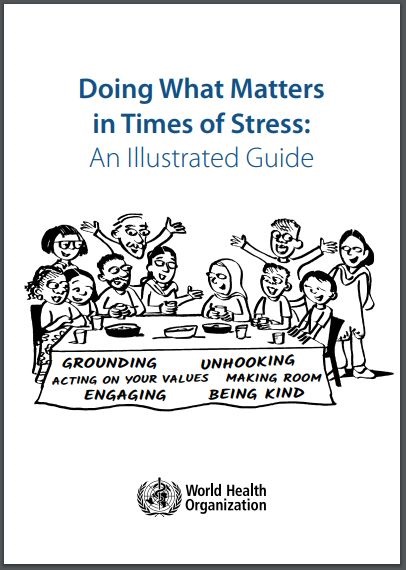 Doing What Matters
in Times of Stress:
An Illustrated Guide
GROUNDING UNHOOKING
ACTING ON YOUR VALUES MAKING ROOM
ENGAGING BEING KIND
World Health
Organization